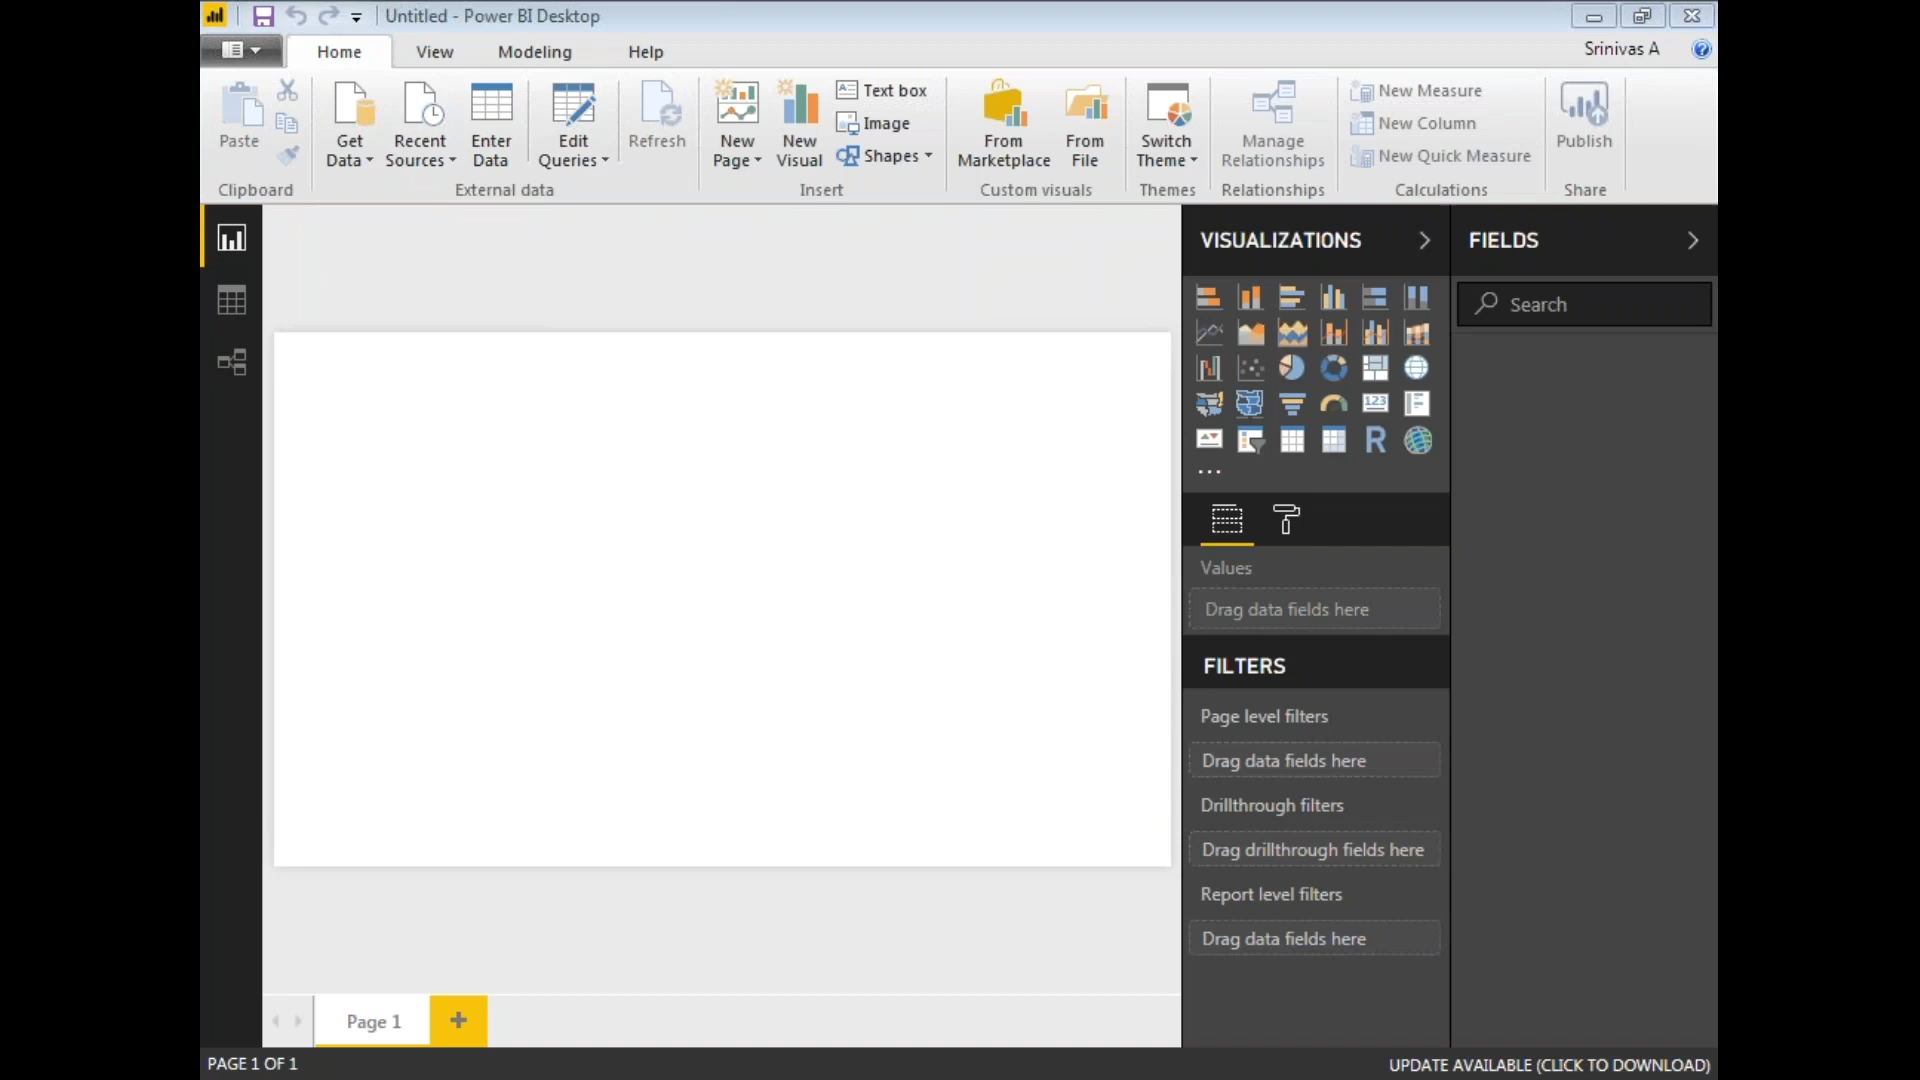 Untitled - Power BI Desktop
Home View Modeling Help Srinivas A
Paste
Clipboard
Get Data
Recent Sources
Enter Data
Edit Queries
Refresh
External data
New Page
New Visual
Text box
Image
Shapes
Insert
From Marketplace
From File
Custom visuals
Switch Theme
Themes
Manage Relationships
Relationships
New Measure
New Column
New Quick Measure
Calculations
Publish
Share
VISUALIZATIONS
123
R
...
Values
Drag data fields here
FILTERS
Page level filters
Drag data fields here
Drillthrough filters
Drag drillthrough fields here
Report level filters
Drag data fields here
FIELDS
Search
Page 1
PAGE 1 OF 1
UPDATE AVAILABLE (CLICK TO DOWNLOAD)